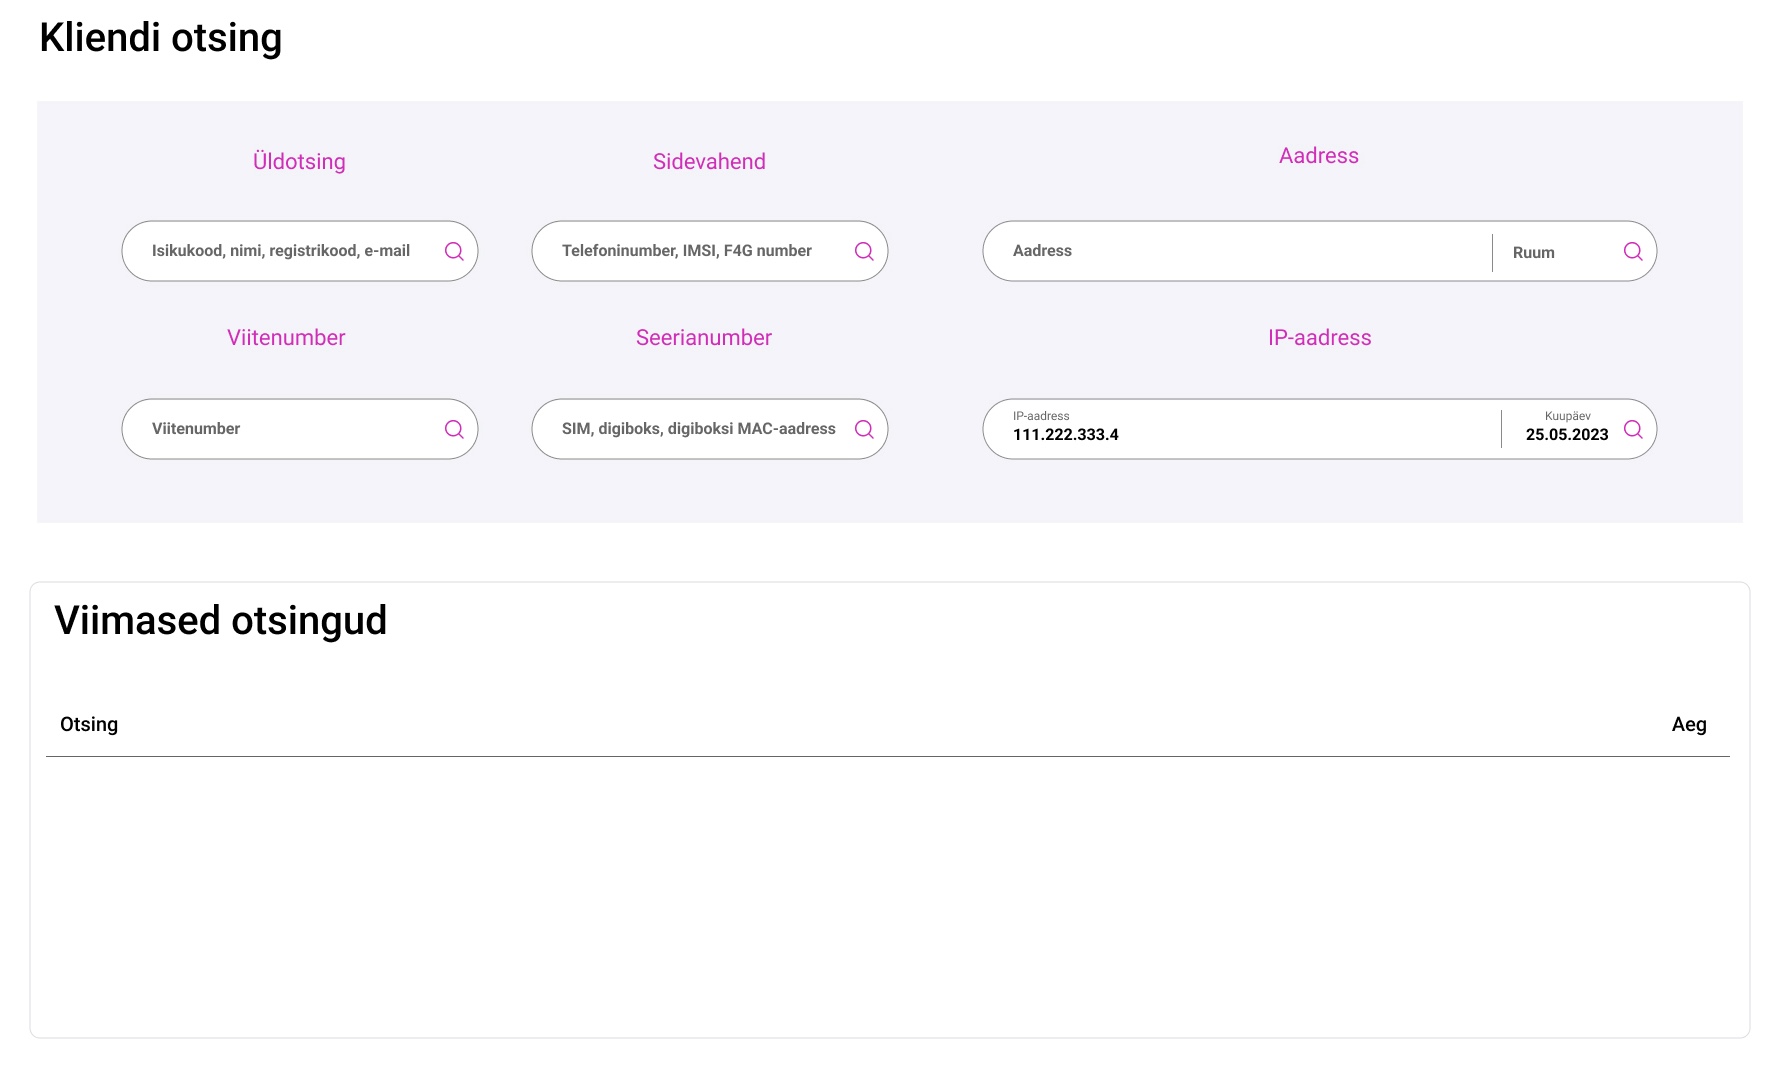 Kliendi otsing
Üldotsing
Sidevahend
Aadress
Isikukood, nimi, registrikood, e-mail
Telefoninumber, IMSI, F4G number
Aadress
Ruum
Viitenumber
Seerianumber
IP-aadress
Viitenumber
SIM, digiboks, digiboksi MAC-aadress
IP-aadress
111.222.333.4
Kuupäev
25.05.2023
Viimased otsingud
Otsing
Aeg